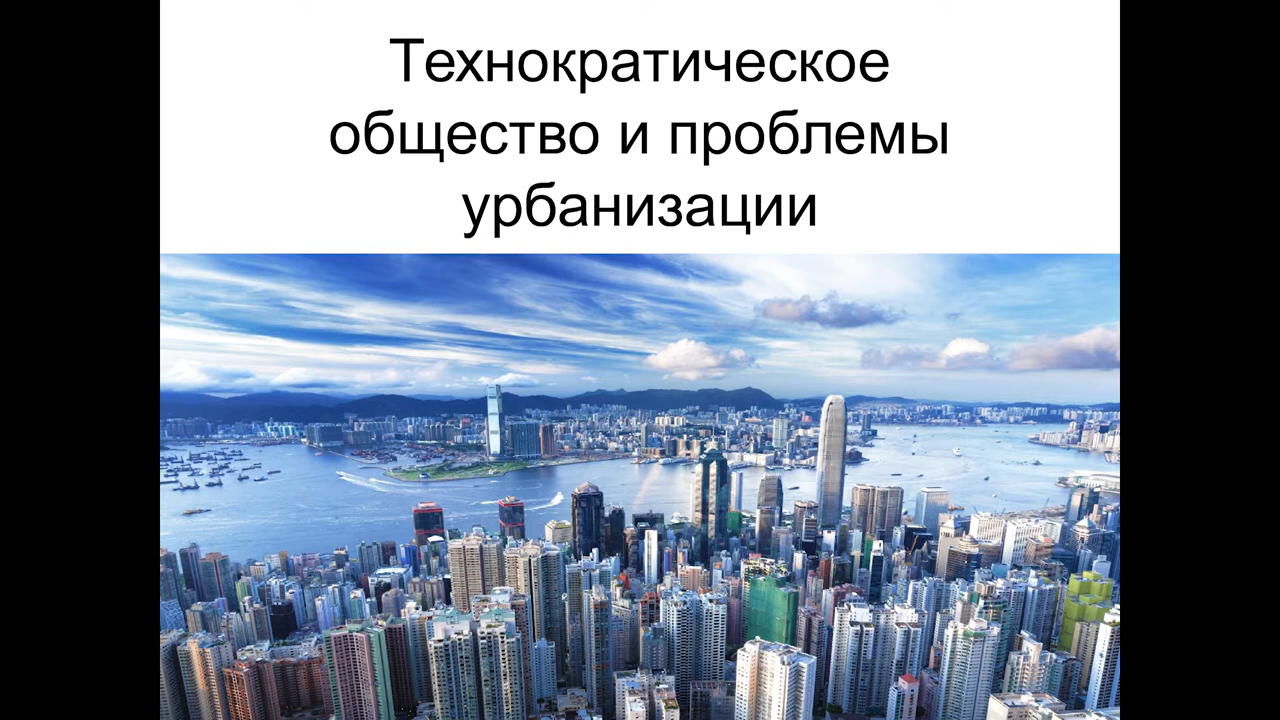 Технократическое
общество и проблемы
урбанизации